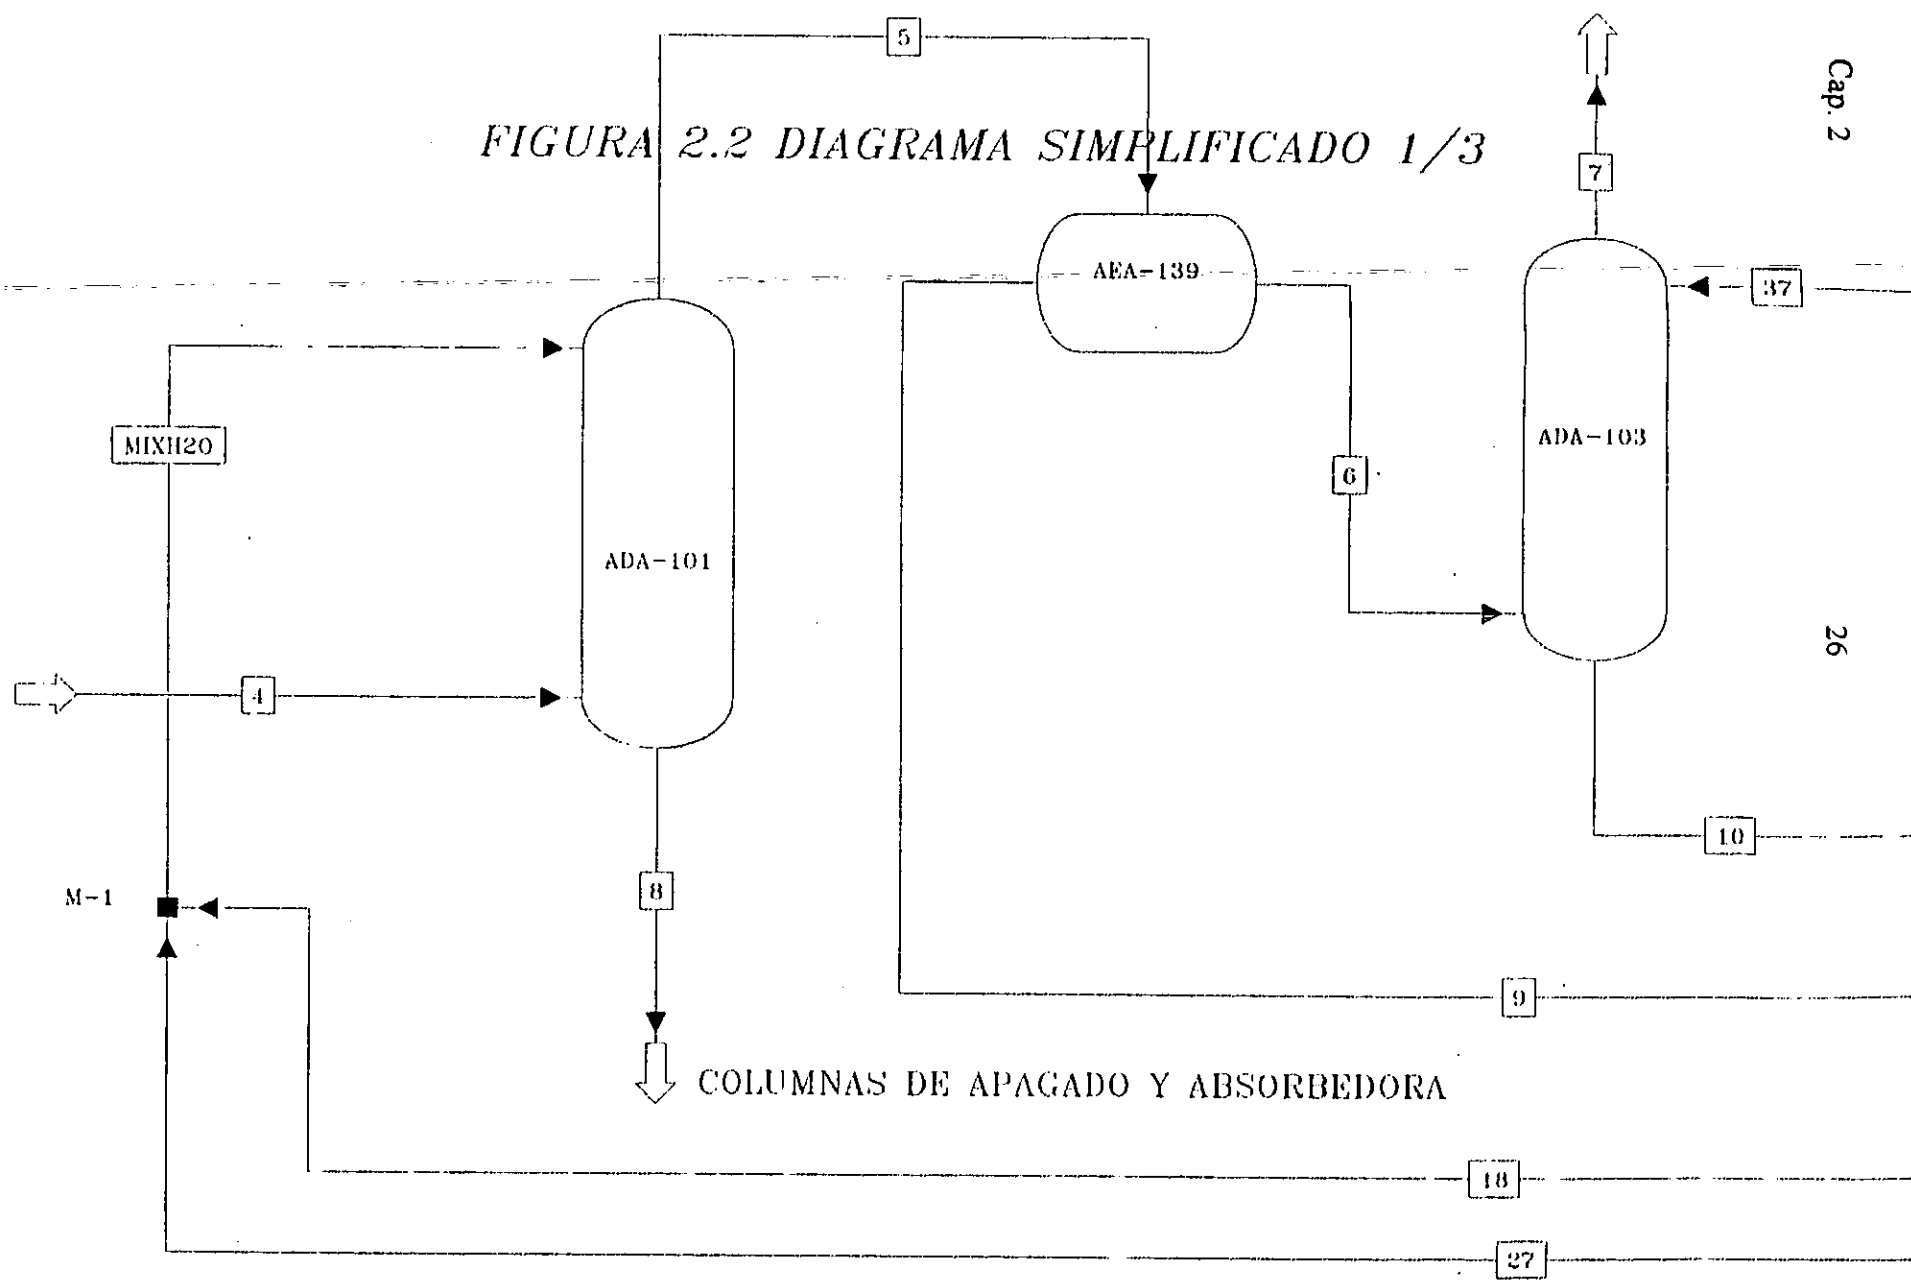 5
Cap. 2
FIGURA 2.2 DIAGRAMA SIMPLIFICADO 1/3
7
AEA-139
37
MIXH20
ADA-103
6
ADA-101
26
4
10
8
M-1
9
COLUMNAS DE APAGADO Y ABSORBEDORA
18
27